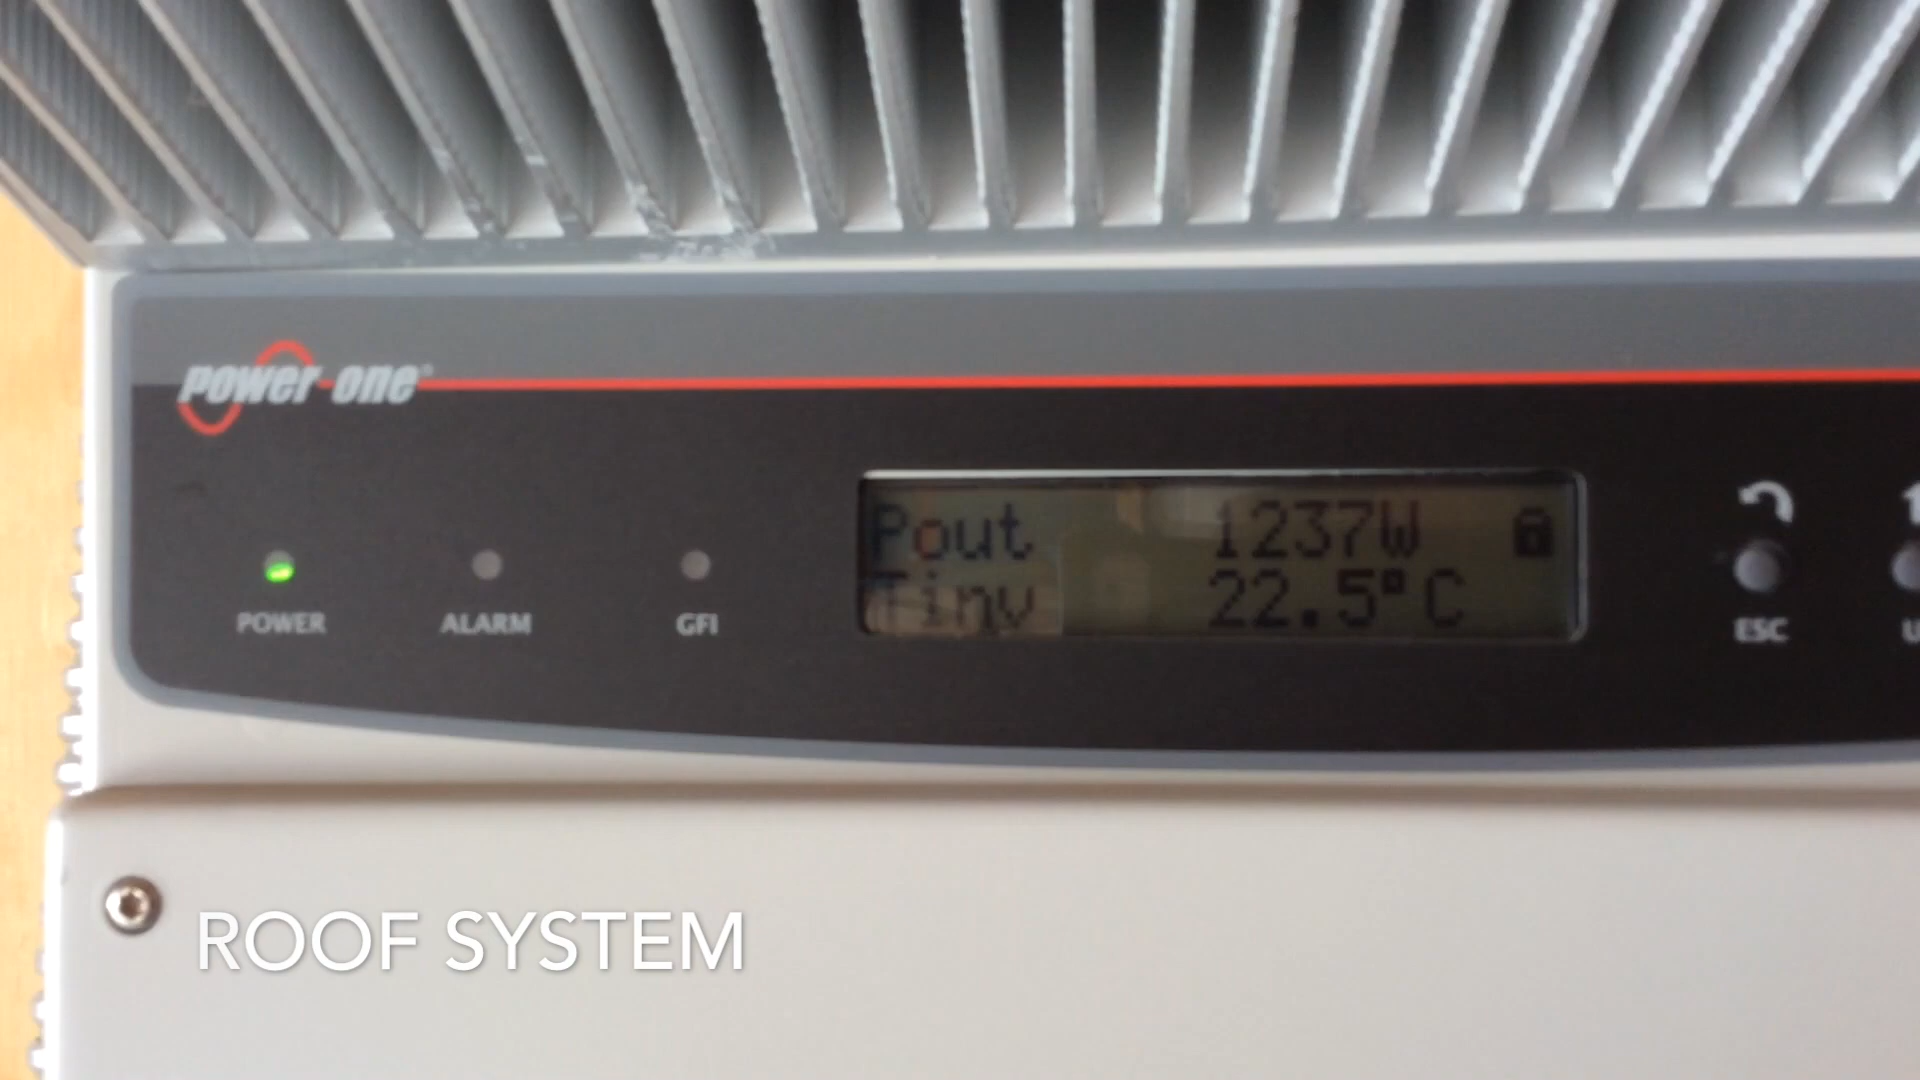 power-one®
Pout 1237W
Tinv 22.5°C
POWER ALARM GFI ESC
ROOF SYSTEM